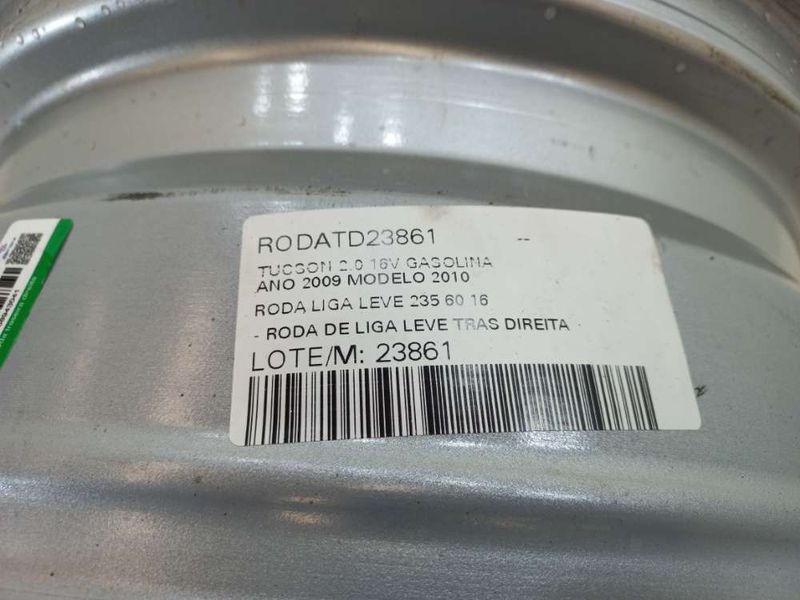 RODATD23861 --
TUCSON 2.0 16V GASOLINA
ANO 2009 MODELO 2010
RODA LIGA LEVE 235 60 16
- RODA DE LIGA LEVE TRAS DIREITA
LOTE/M: 23861